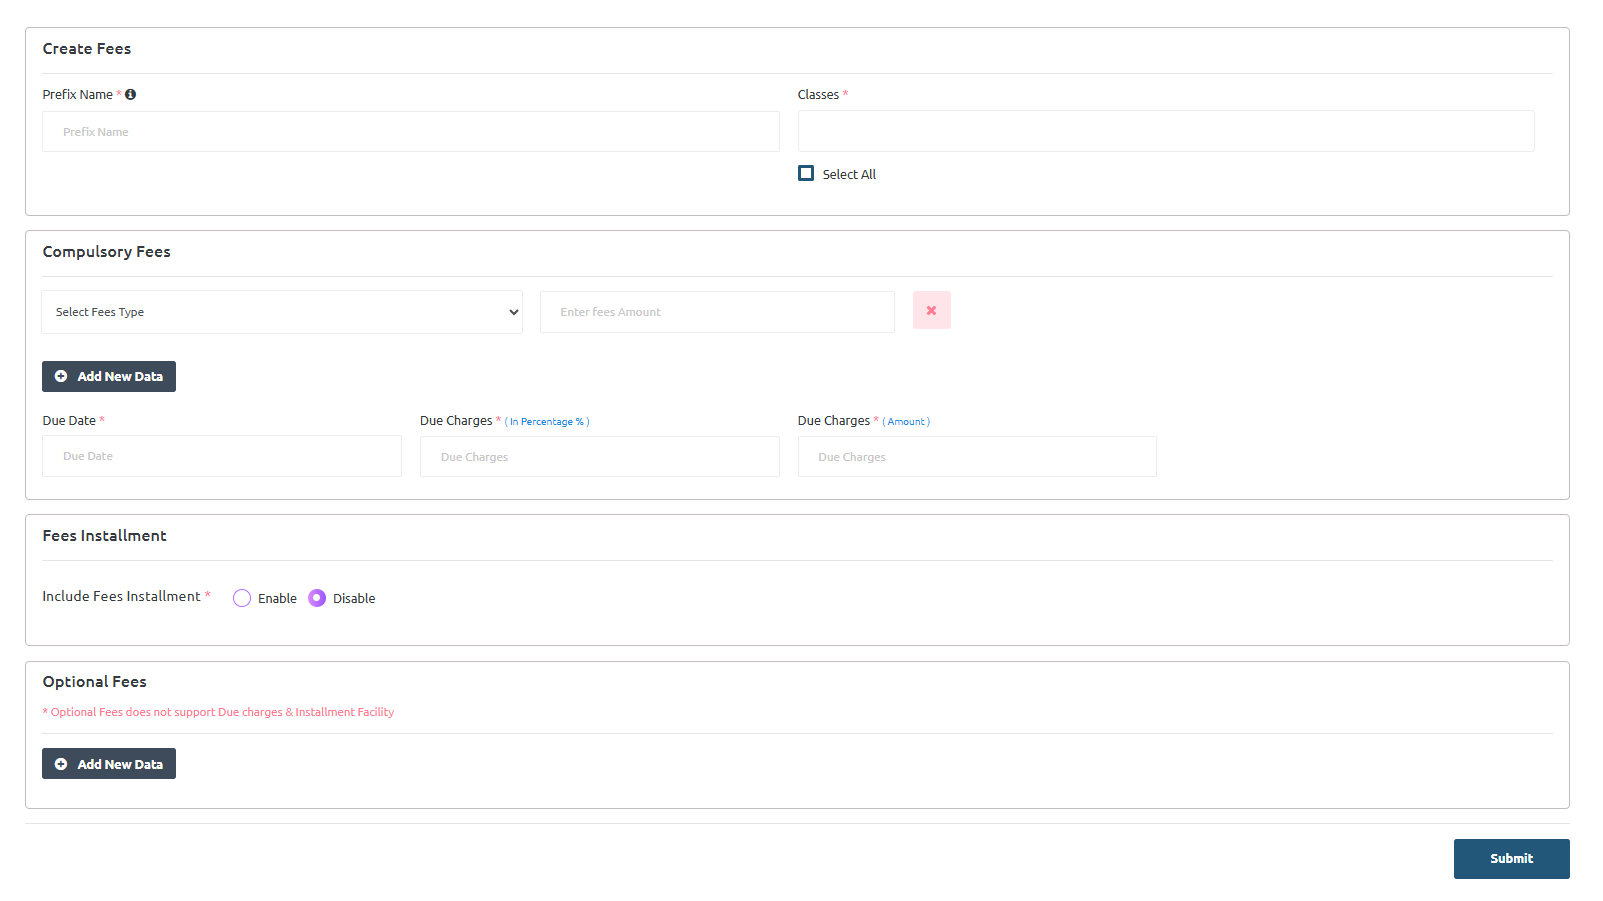 Create Fees
Prefix Name *
Classes *
Prefix Name
Select All
Compulsory Fees
Select Fees Type
Enter fees Amount
Add New Data
Due Date *
Due Charges * ( In Percentage % )
Due Charges * ( Amount )
Due Date
Due Charges
Due Charges
Fees Installment
Include Fees Installment *
Enable
Disable
Optional Fees
* Optional Fees does not support Due charges & Installment Facility
Add New Data
Submit